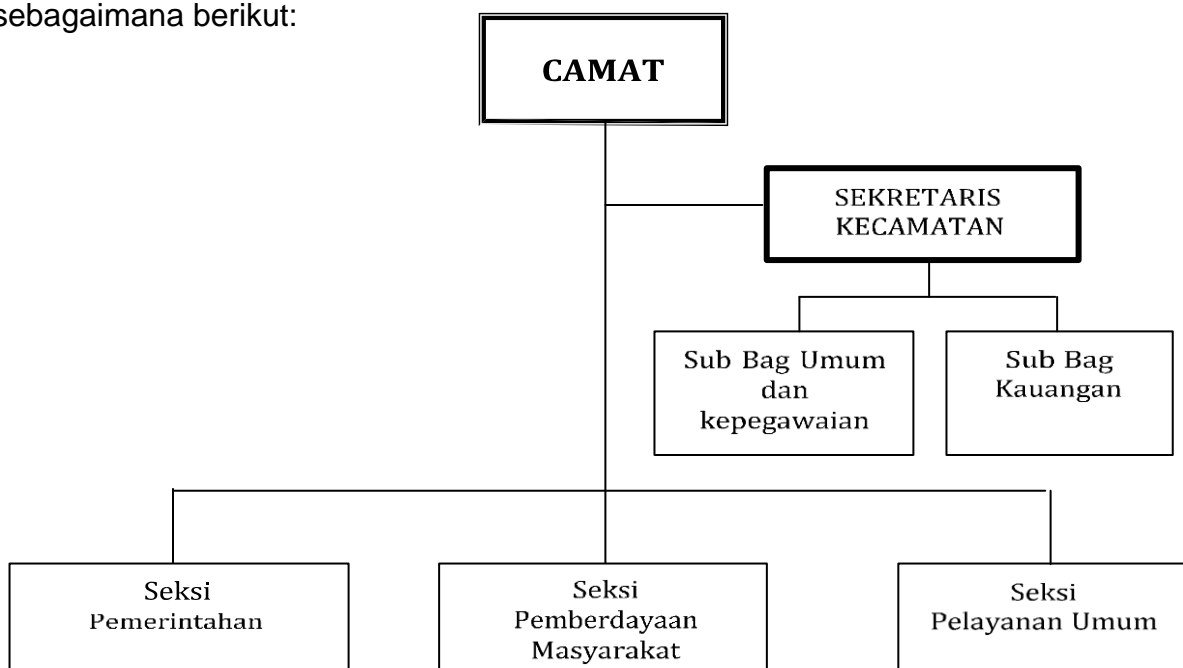 sebagaimana berikut:
CAMAT
SEKRETARIS
KECAMATAN
Sub Bag Umum
dan
kepegawaian
Sub Bag
Kauangan
Seksi
Pemerintahan
Seksi
Pemberdayaan
Masyarakat
Seksi
Pelayanan Umum